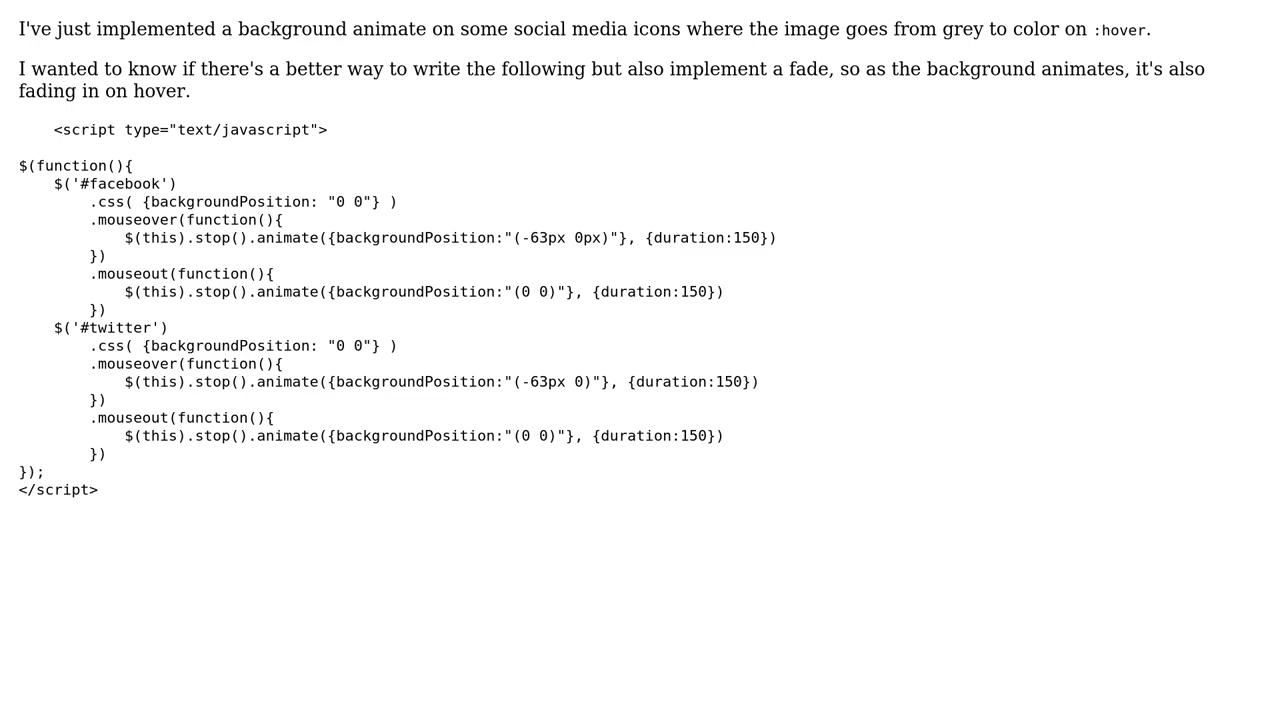 I've just implemented a background animate on some social media icons where the image goes from grey to color on :hover.
I wanted to know if there's a better way to write the following but also implement a fade, so as the background animates, it's also
fading in on hover.
    <script type="text/javascript">
$(function(){
    $('#facebook')
        .css( {backgroundPosition: "0 0"} )
        .mouseover(function(){
            $(this).stop().animate({backgroundPosition:"(-63px 0px)"}, {duration:150})
        })
        .mouseout(function(){
            $(this).stop().animate({backgroundPosition:"(0 0)"}, {duration:150})
        })
    $('#twitter')
        .css( {backgroundPosition: "0 0"} )
        .mouseover(function(){
            $(this).stop().animate({backgroundPosition:"(-63px 0)"}, {duration:150})
        })
        .mouseout(function(){
            $(this).stop().animate({backgroundPosition:"(0 0)"}, {duration:150})
        })
});
</script>